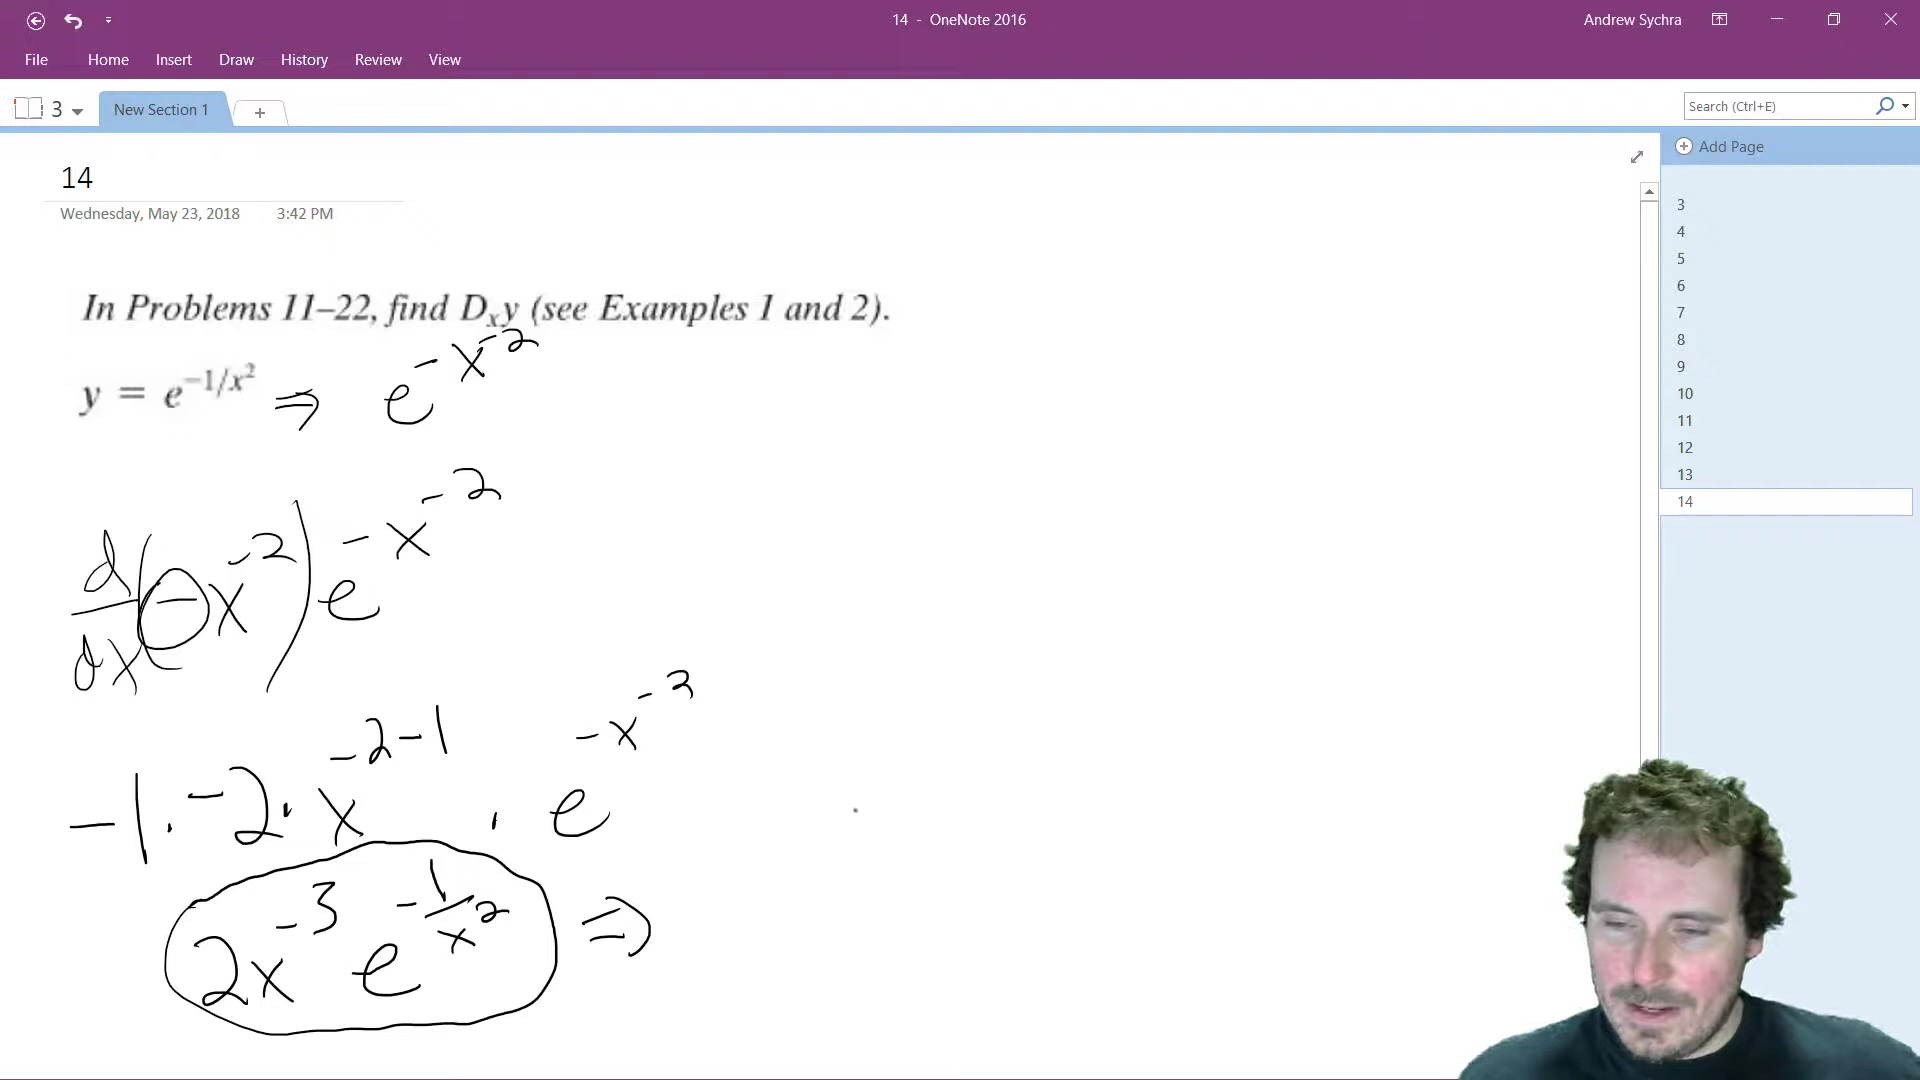 14 - OneNote 2016
Andrew Sychra
File Home Insert Draw History Review View
3 New Section 1 +
Search (Ctrl+E)
Add Page
14
Wednesday, May 23, 2018 3:42 PM
In Problems 11–22, find Dₓy (see Examples 1 and 2).
y = e^{-1/x^2} ⇒ e^{-x^{-2}}
d/dx(-x^{-2}) e^{-x^{-2}}
-1 · -2 · x^{-2-1} · e^{-x^{-2}}
2x^{-3} e^{-1/x^2} ⇒
3
4
5
6
7
8
9
10
11
12
13
14